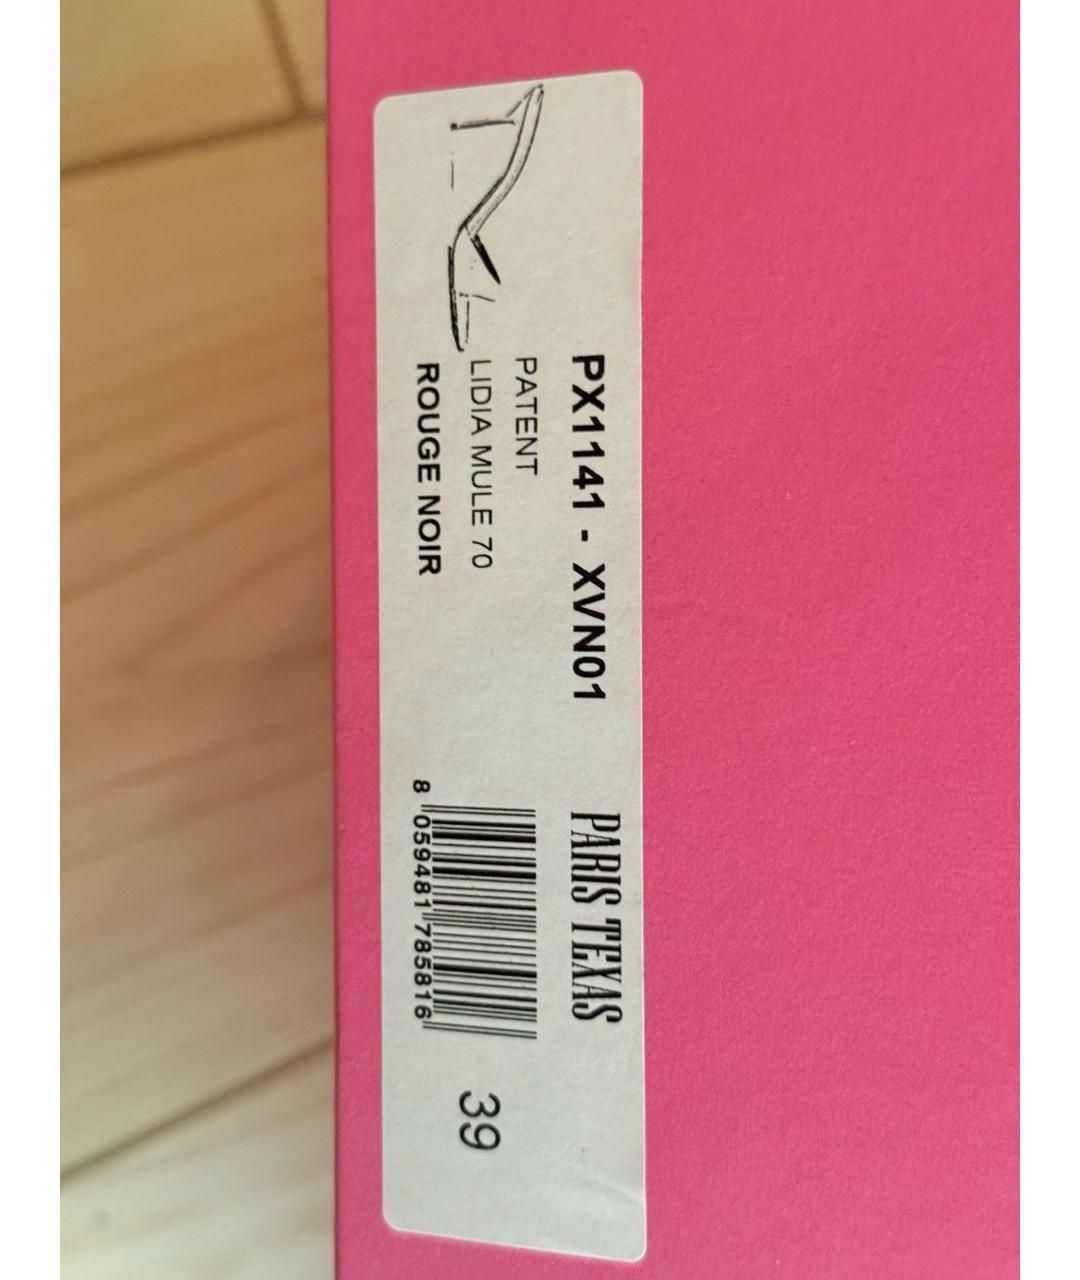 PX1141 - XVN01
PATENT
LIDIA MULE 70
ROUGE NOIR
PARIS TEXAS
8 059481 785816
39